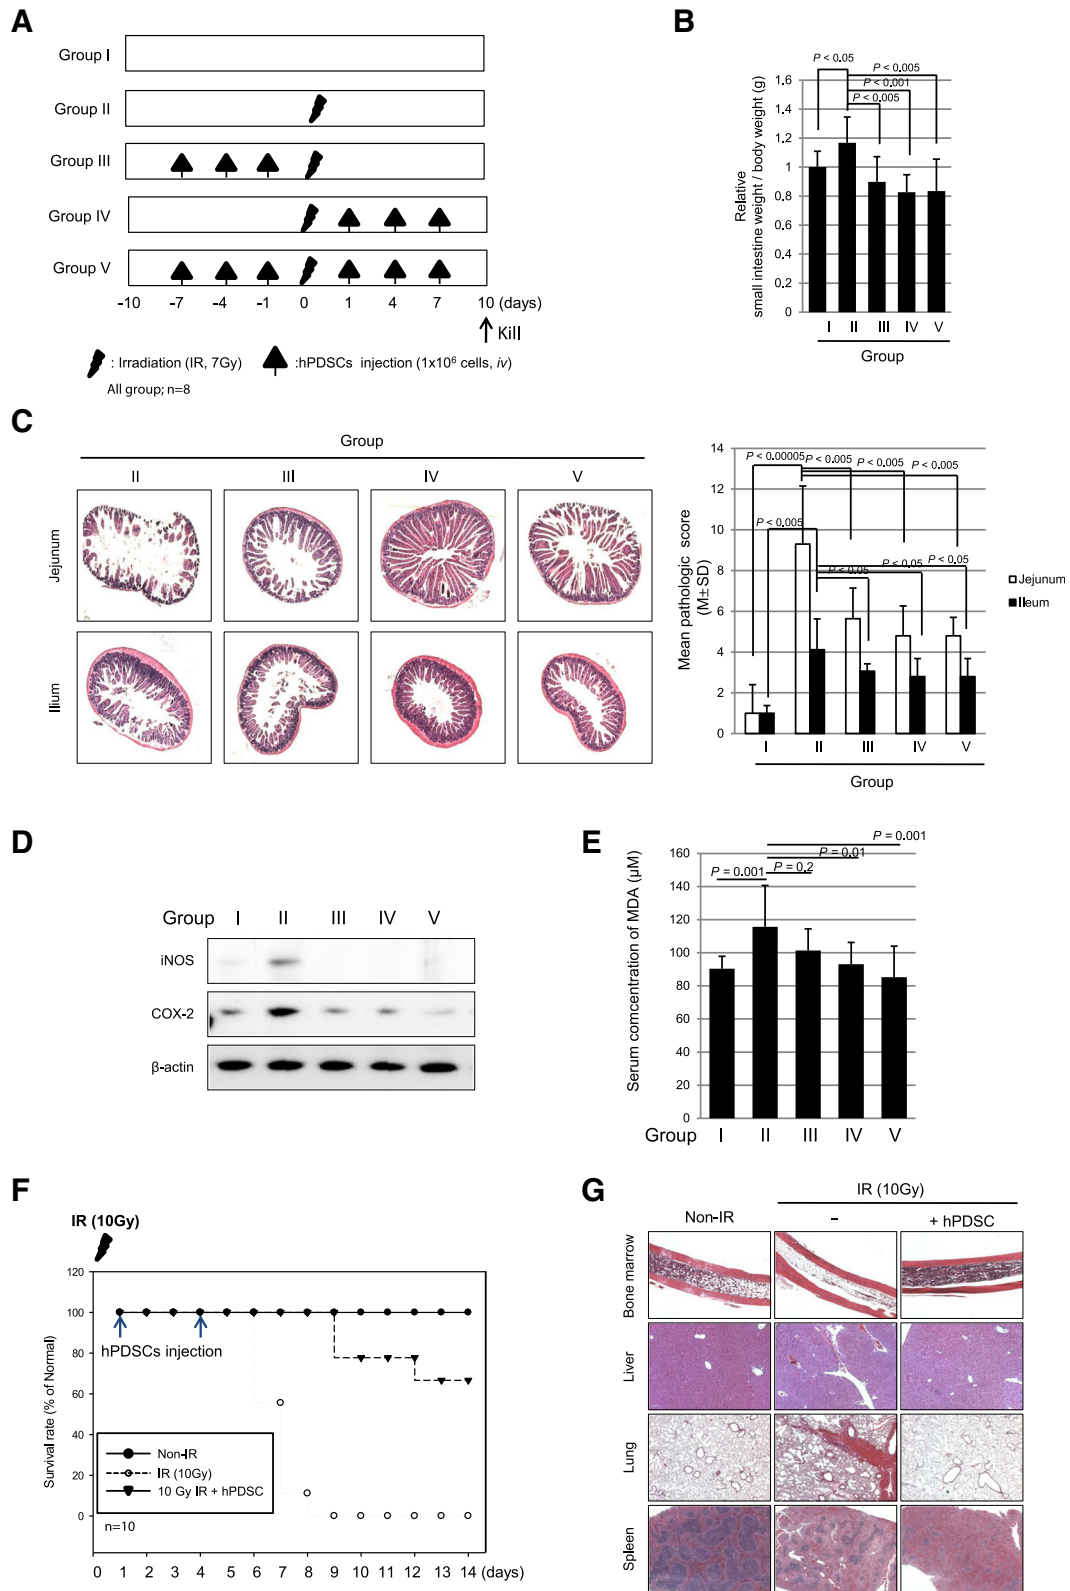 A
Group I
Group II
Group III
Group IV
Group V
-10 -7 -4 -1 0 1 4 7 10 (days)
Kill
: Irradiation (IR, 7Gy) :hPDSCs injection (1x10⁶ cells, iv)
All group; n=8
B
P < 0.05
P < 0.005
P < 0.001
P < 0.005
1.6
1.4
1.2
1
0.8
0.6
0.4
0.2
0
Relative
small intestine weight / body weight (g)
I II III IV V
Group
C
Group
II III IV V
Jejunum
Ilium
14
12
10
8
6
4
2
0
Mean pathologic score
(M±SD)
P < 0.00005
P < 0.005
P < 0.005
P < 0.005
P < 0.005
P < 0.05
P < 0.05
P < 0.05
Jejunum
Ileum
I II III IV V
Group
D
Group I II III IV V
iNOS
COX-2
β-actin
E
P = 0.001
P = 0.01
P = 0.2
P = 0.001
160
140
120
100
80
60
40
20
0
Serum comcentration of MDA (µM)
Group I II III IV V
F
IR (10Gy)
120
100
80
60
40
20
0
Survival rate (% of Normal)
hPDSCs injection
Non-IR
IR (10Gy)
10 Gy IR + hPDSC
n=10
0 1 2 3 4 5 6 7 8 9 10 11 12 13 14 (days)
G
IR (10Gy)
Non-IR – + hPDSC
Bone marrow
Liver
Lung
Spleen